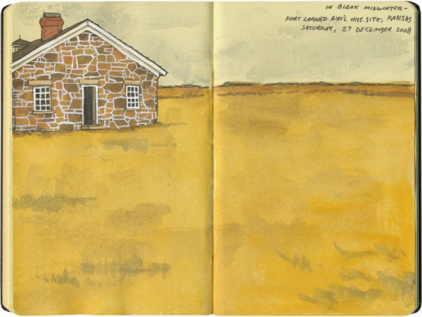 IN BLEAK MIDWINTER–
FORT LARNED NAT'L HIST. SITE, KANSAS
SATURDAY, 27 DECEMBER 2008